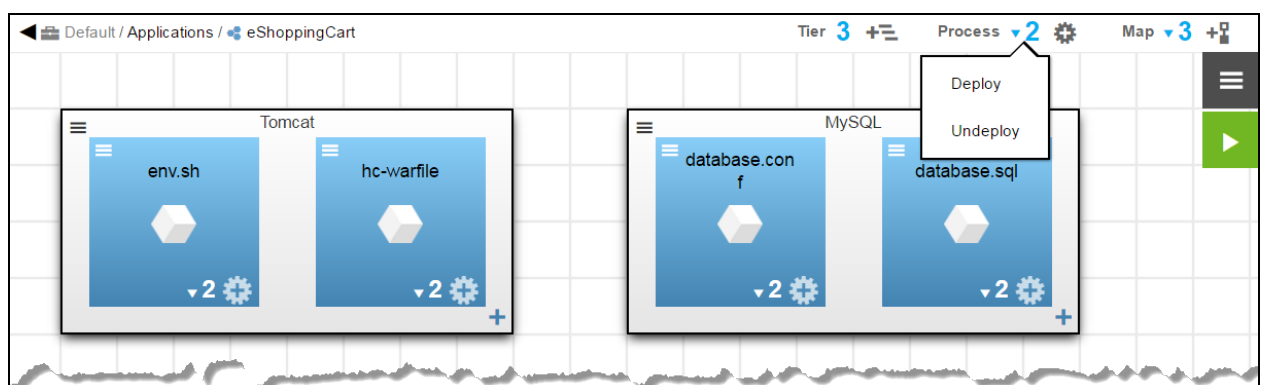 Default / Applications / eShoppingCart
Tier 3 Process 2 Map 3
Deploy
Undeploy
Tomcat
MySQL
env.sh
hc-warfile
database.con
f
database.sql
2
2
2
2